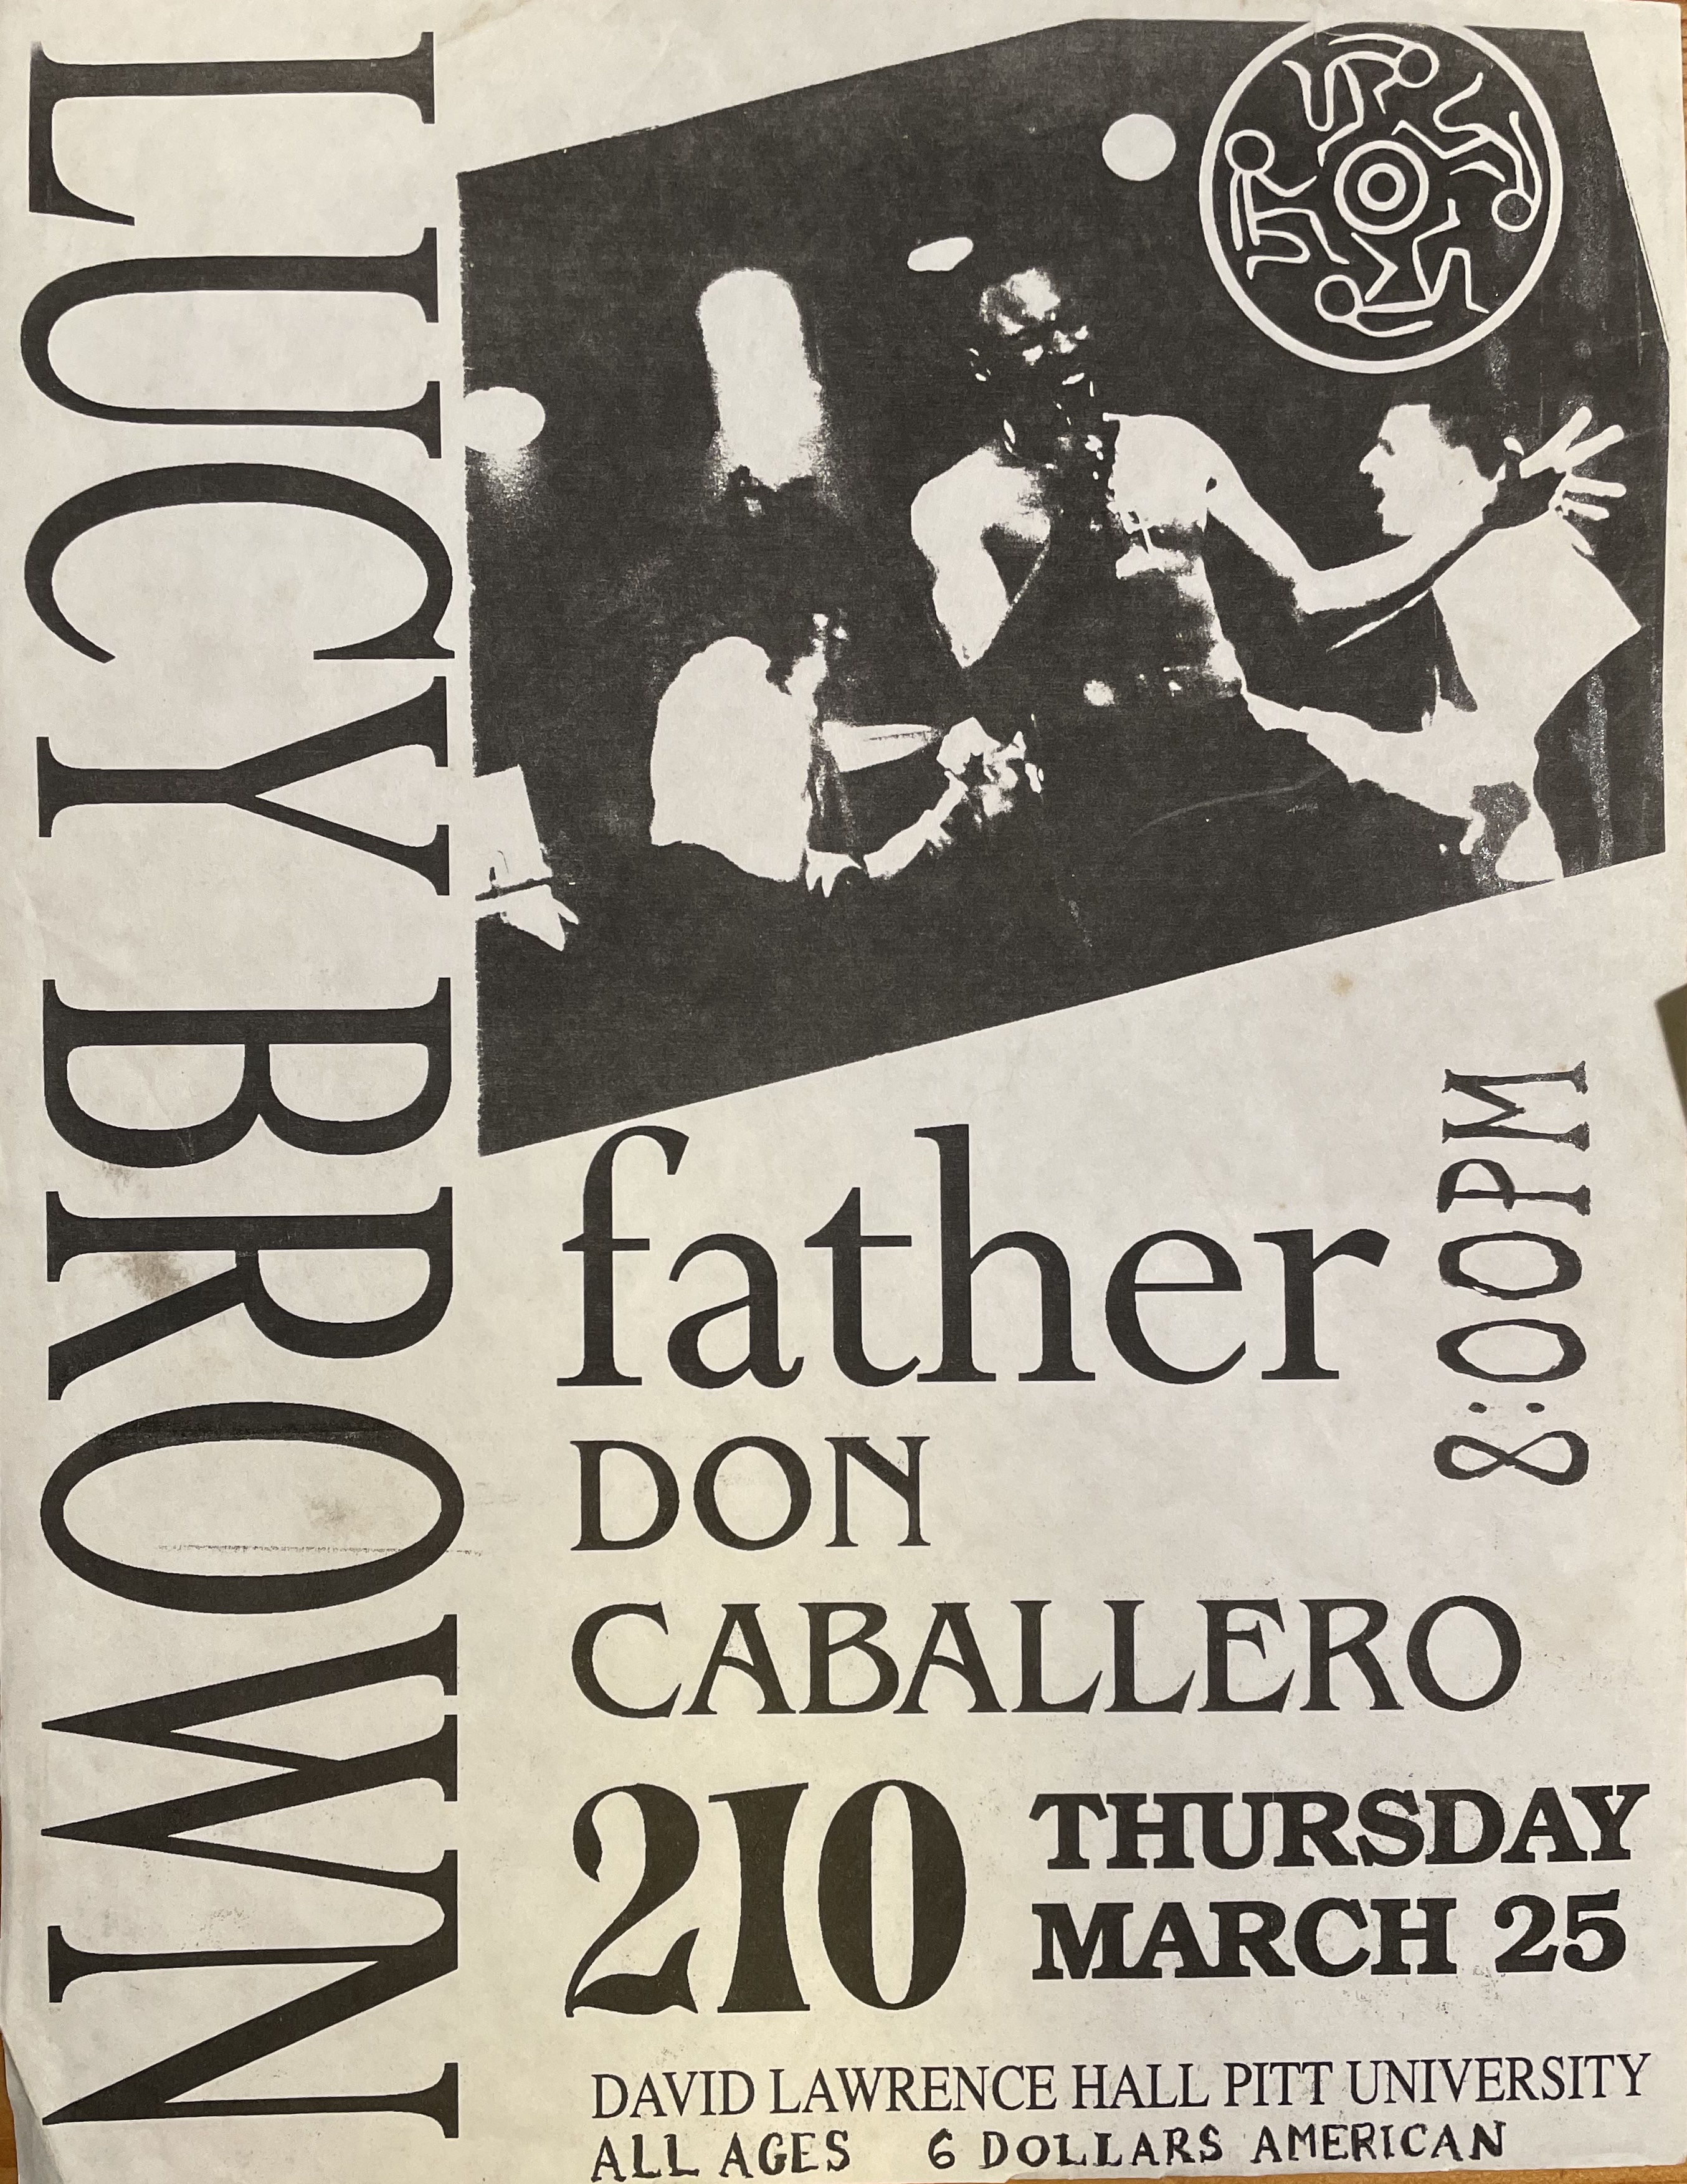 LUCY BROWN
father
8:00PM
DON
CABALLERO
210
THURSDAY
MARCH 25
DAVID LAWRENCE HALL PITT UNIVERSITY
ALL AGES 6 DOLLARS AMERICAN